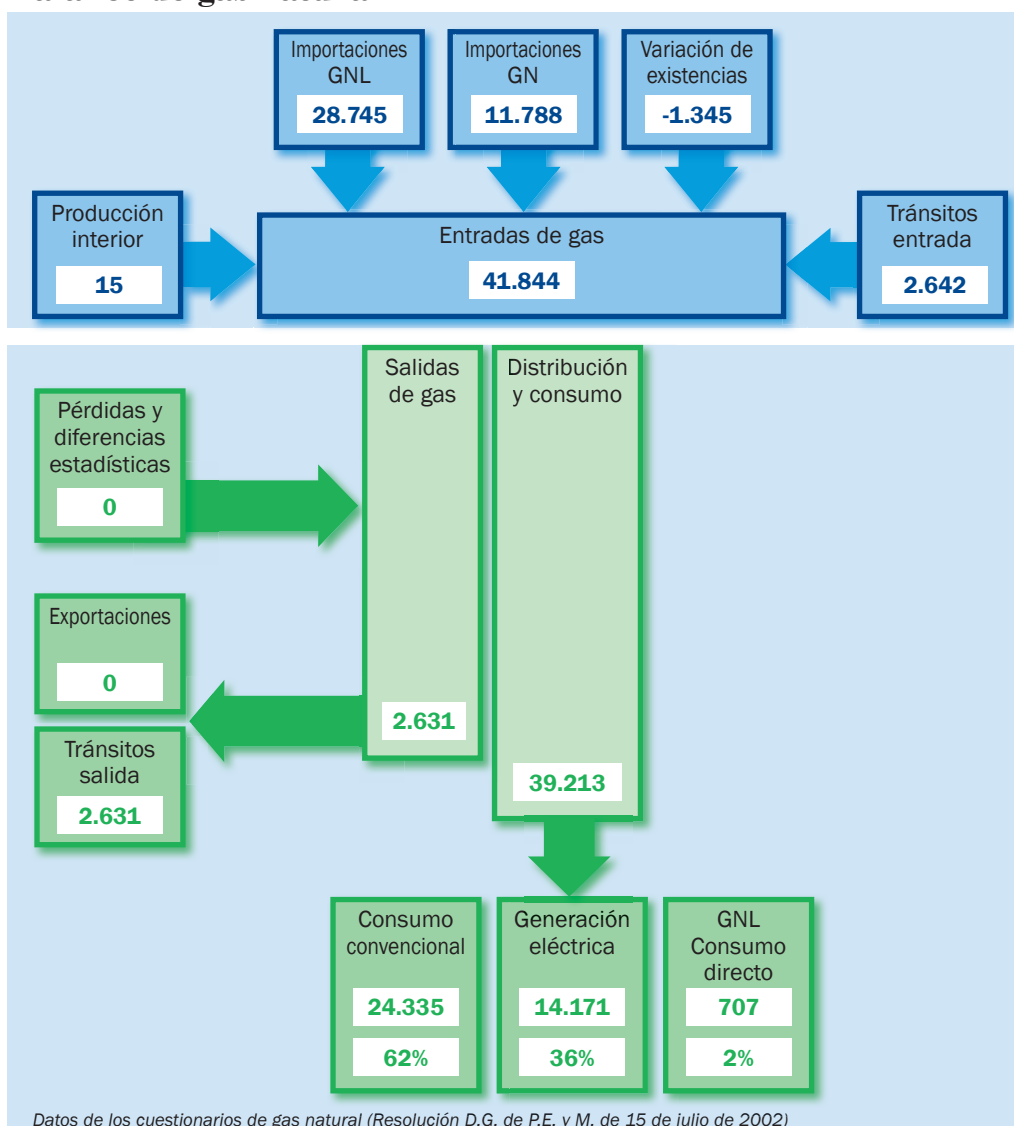 Importaciones
GNL
28.745
Importaciones
GN
11.788
Variación de
existencias
-1.345
Producción
interior
15
Entradas de gas
41.844
Tránsitos
entrada
2.642
Salidas
de gas
2.631
Distribución
y consumo
39.213
Pérdidas y
diferencias
estadísticas
0
Exportaciones
0
Tránsitos
salida
2.631
Consumo
convencional
24.335
62%
Generación
eléctrica
14.171
36%
GNL
Consumo
directo
707
2%
Datos de los cuestionarios de gas natural (Resolución D.G. de P.E. y M. de 15 de julio de 2002)